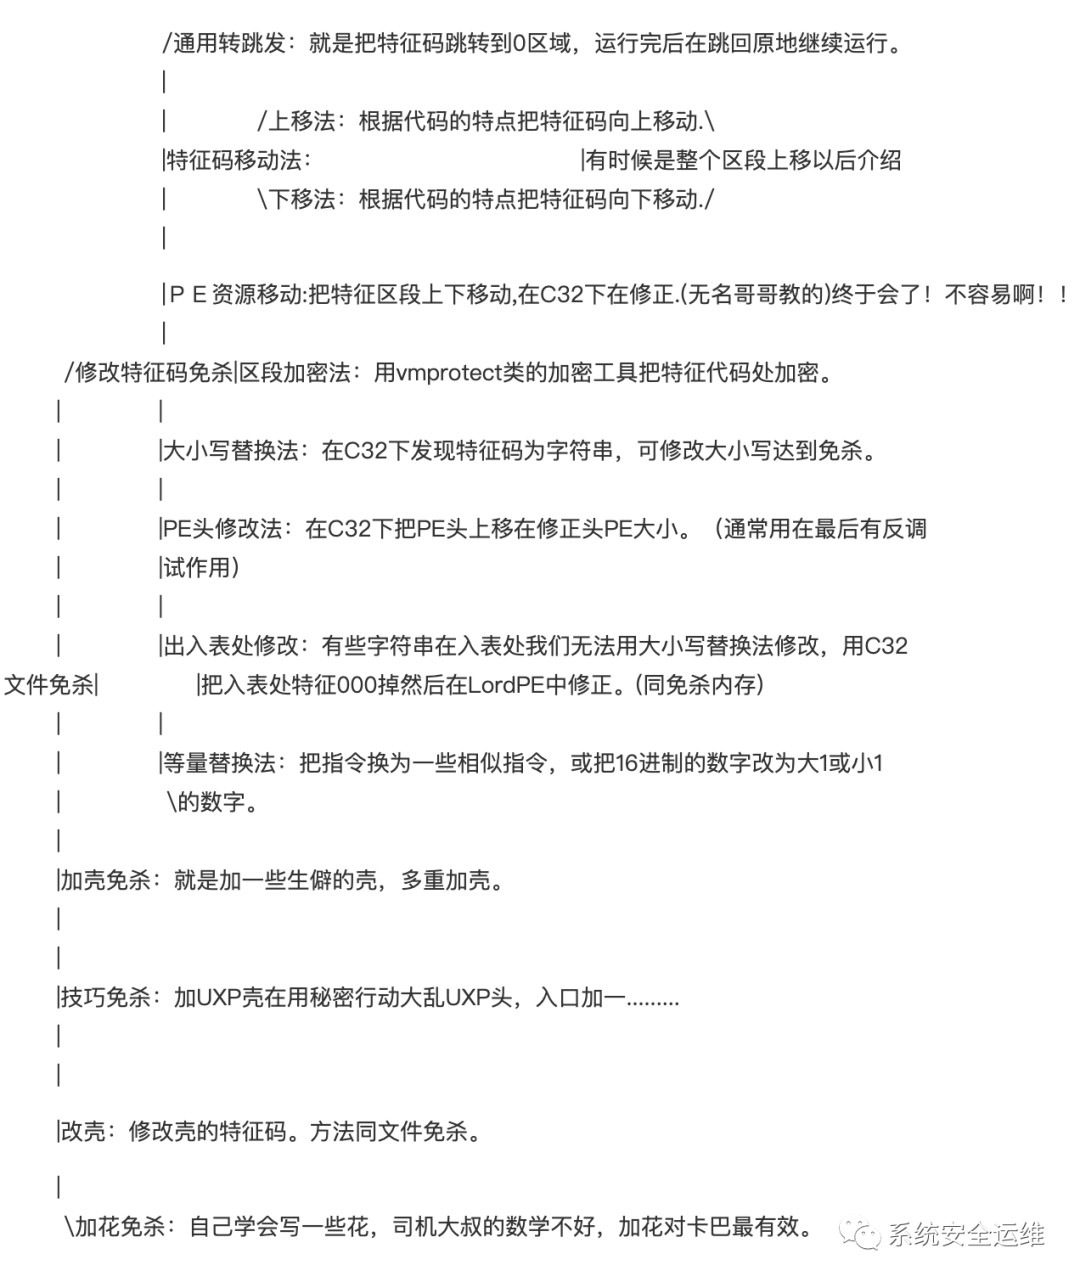 /通用转跳发：就是把特征码跳转到0区域，运行完后在跳回原地继续运行。
|
| /上移法：根据代码的特点把特征码向上移动.\
|特征码移动法： |有时候是整个区段上移以后介绍
| \下移法：根据代码的特点把特征码向下移动./
|
|ＰＥ资源移动:把特征区段上下移动,在C32下在修正.(无名哥哥教的)终于会了！不容易啊！！
|
/修改特征码免杀|区段加密法：用vmprotect类的加密工具把特征代码处加密。
| |
| |大小写替换法：在C32下发现特征码为字符串，可修改大小写达到免杀。
| |
| |PE头修改法：在C32下把PE头上移在修正头PE大小。（通常用在最后有反调
| |试作用）
| |
| |出入表处修改：有些字符串在入表处我们无法用大小写替换法修改，用C32
文件免杀| |把入表处特征000掉然后在LordPE中修正。(同免杀内存)
| |
| |等量替换法：把指令换为一些相似指令，或把16进制的数字改为大1或小1
| \的数字。
|
|加壳免杀：就是加一些生僻的壳，多重加壳。
|
|
|技巧免杀：加UXP壳在用秘密行动大乱UXP头，入口加一………
|
|
|改壳：修改壳的特征码。方法同文件免杀。
|
\加花免杀：自己学会写一些花，司机大叔的数学不好，加花对卡巴最有效。
系统安全运维